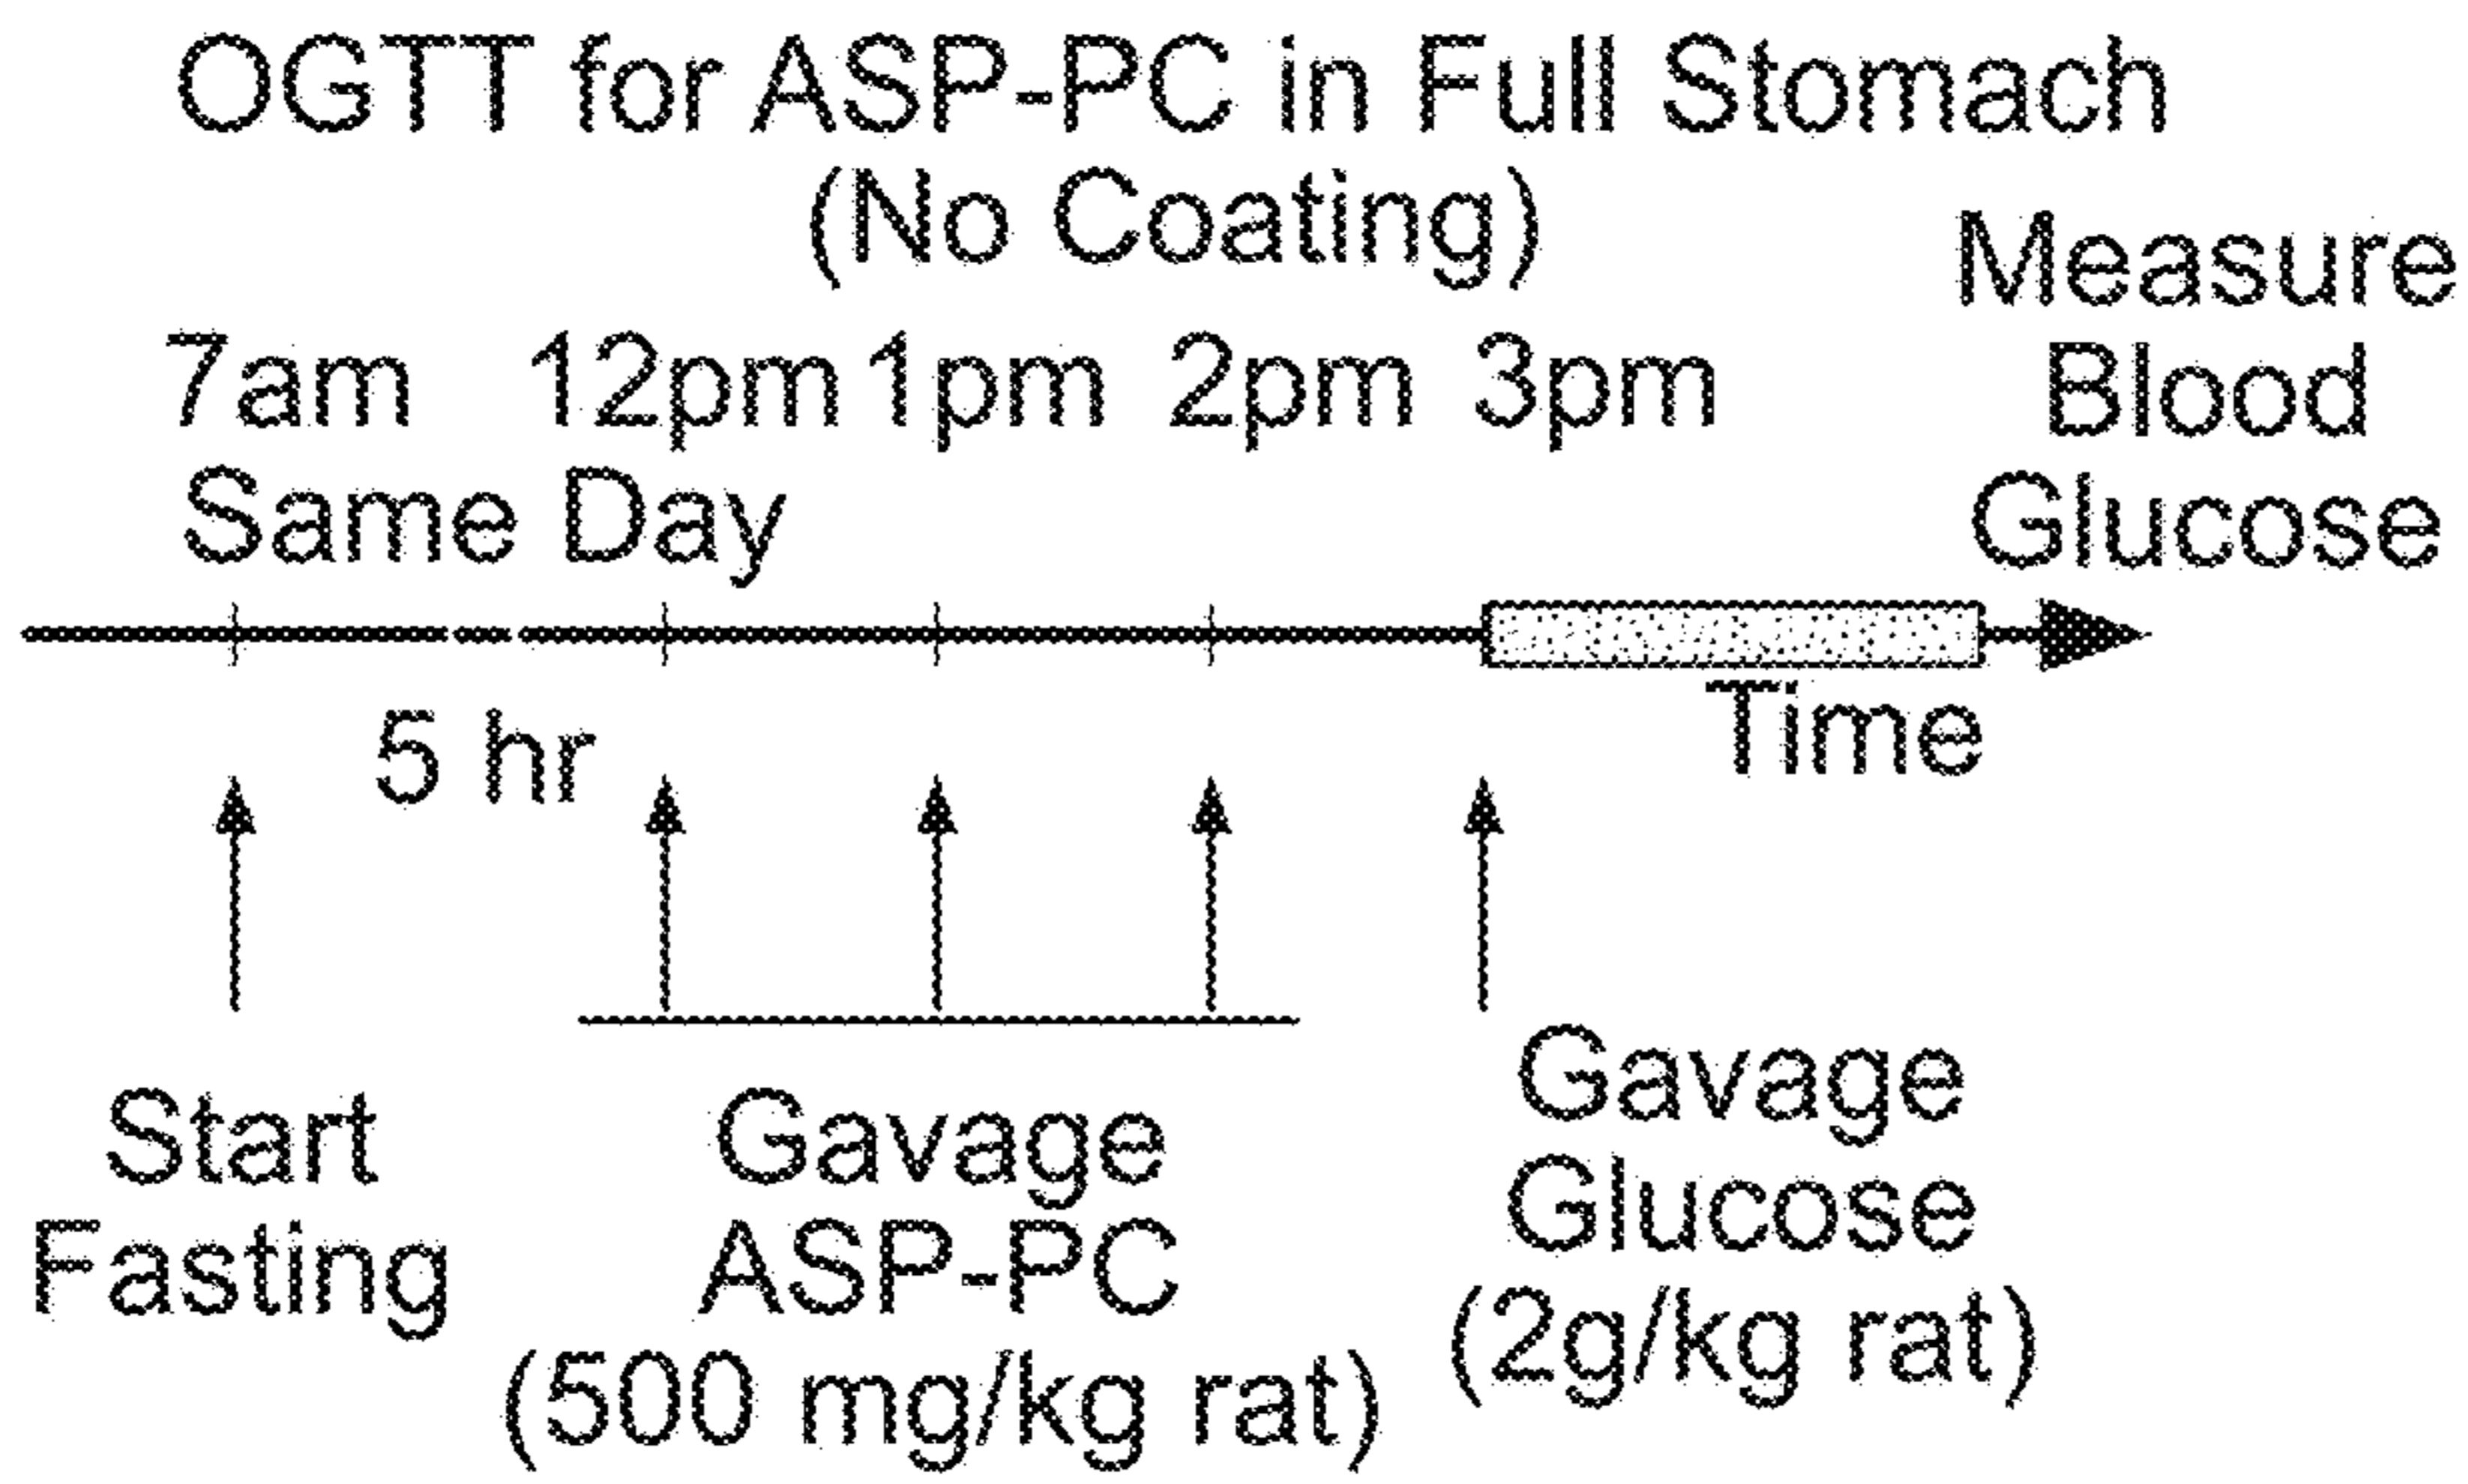 OGTT for ASP-PC in Full Stomach
(No Coating)
7am 12pm 1pm 2pm 3pm
Same Day
Measure
Blood
Glucose
Time
5 hr
Start
Fasting
Gavage
ASP-PC
(500 mg/kg rat)
Gavage
Glucose
(2g/kg rat)